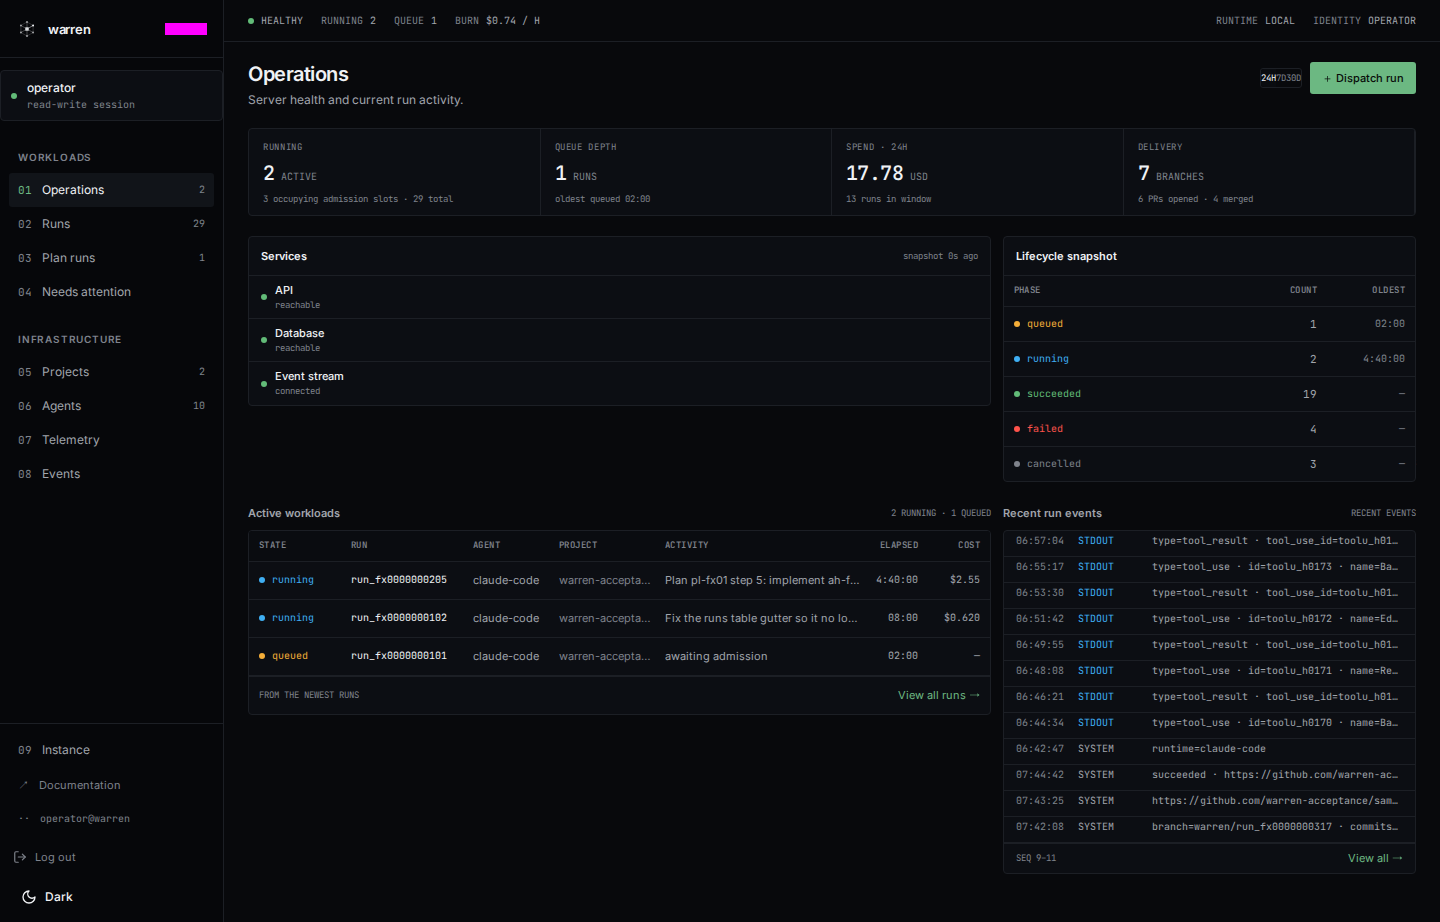 warren
operator
read-write session
WORKLOADS
01 Operations 2
02 Runs 29
03 Plan runs 1
04 Needs attention
INFRASTRUCTURE
05 Projects 2
06 Agents 10
07 Telemetry
08 Events
09 Instance
↗ Documentation
·· operator@warren
Log out
Dark
HEALTHY RUNNING 2 QUEUE 1 BURN $0.74 / H RUNTIME LOCAL IDENTITY OPERATOR
Operations
Server health and current run activity.
24H 7D 30D
+ Dispatch run
RUNNING
2 ACTIVE
3 occupying admission slots · 29 total
QUEUE DEPTH
1 RUNS
oldest queued 02:00
SPEND · 24H
17.78 USD
13 runs in window
DELIVERY
7 BRANCHES
6 PRs opened · 4 merged
Services snapshot 0s ago
API
reachable
Database
reachable
Event stream
connected
Lifecycle snapshot
PHASE COUNT OLDEST
queued 1 02:00
running 2 4:40:00
succeeded 19 —
failed 4 —
cancelled 3 —
Active workloads 2 RUNNING · 1 QUEUED
STATE RUN AGENT PROJECT ACTIVITY ELAPSED COST
running run_fx0000000205 claude-code warren-accepta... Plan pl-fx01 step 5: implement ah-f... 4:40:00 $2.55
running run_fx0000000102 claude-code warren-accepta... Fix the runs table gutter so it no lo... 08:00 $0.620
queued run_fx0000000101 claude-code warren-accepta... awaiting admission 02:00 —
FROM THE NEWEST RUNS View all runs →
Recent run events RECENT EVENTS
06:57:04 STDOUT type=tool_result · tool_use_id=toolu_h01…
06:55:17 STDOUT type=tool_use · id=toolu_h0173 · name=Ba…
06:53:30 STDOUT type=tool_result · tool_use_id=toolu_h01…
06:51:42 STDOUT type=tool_use · id=toolu_h0172 · name=Ed…
06:49:55 STDOUT type=tool_result · tool_use_id=toolu_h01…
06:48:08 STDOUT type=tool_use · id=toolu_h0171 · name=Re…
06:46:21 STDOUT type=tool_result · tool_use_id=toolu_h01…
06:44:34 STDOUT type=tool_use · id=toolu_h0170 · name=Ba…
06:42:47 SYSTEM runtime=claude-code
07:44:42 SYSTEM succeeded · https://github.com/warren-ac…
07:43:25 SYSTEM https://github.com/warren-acceptance/sam…
07:42:08 SYSTEM branch=warren/run_fx0000000317 · commits…
SEQ 9–11 View all →